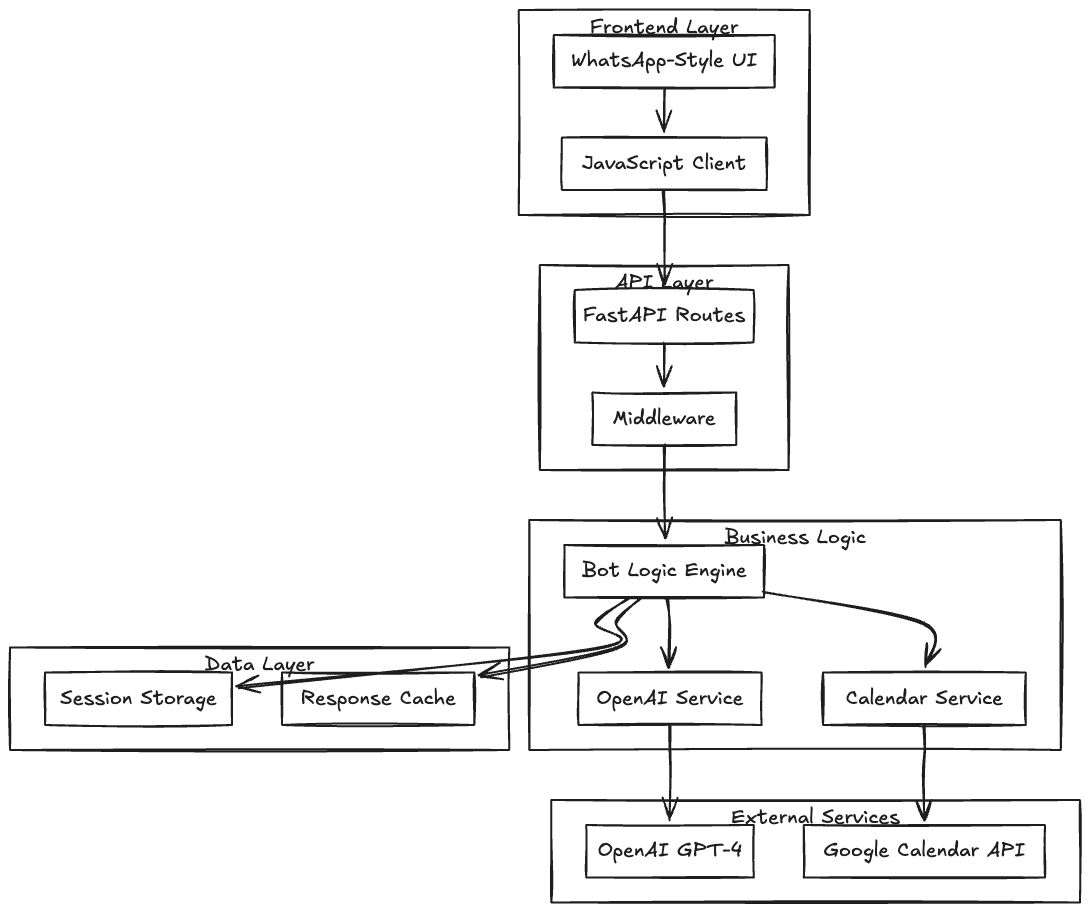 Frontend Layer
WhatsApp-Style UI
JavaScript Client
API Layer
FastAPI Routes
Middleware
Business Logic
Bot Logic Engine
Data Layer
Session Storage
Response Cache
OpenAI Service
Calendar Service
External Services
OpenAI GPT-4
Google Calendar API